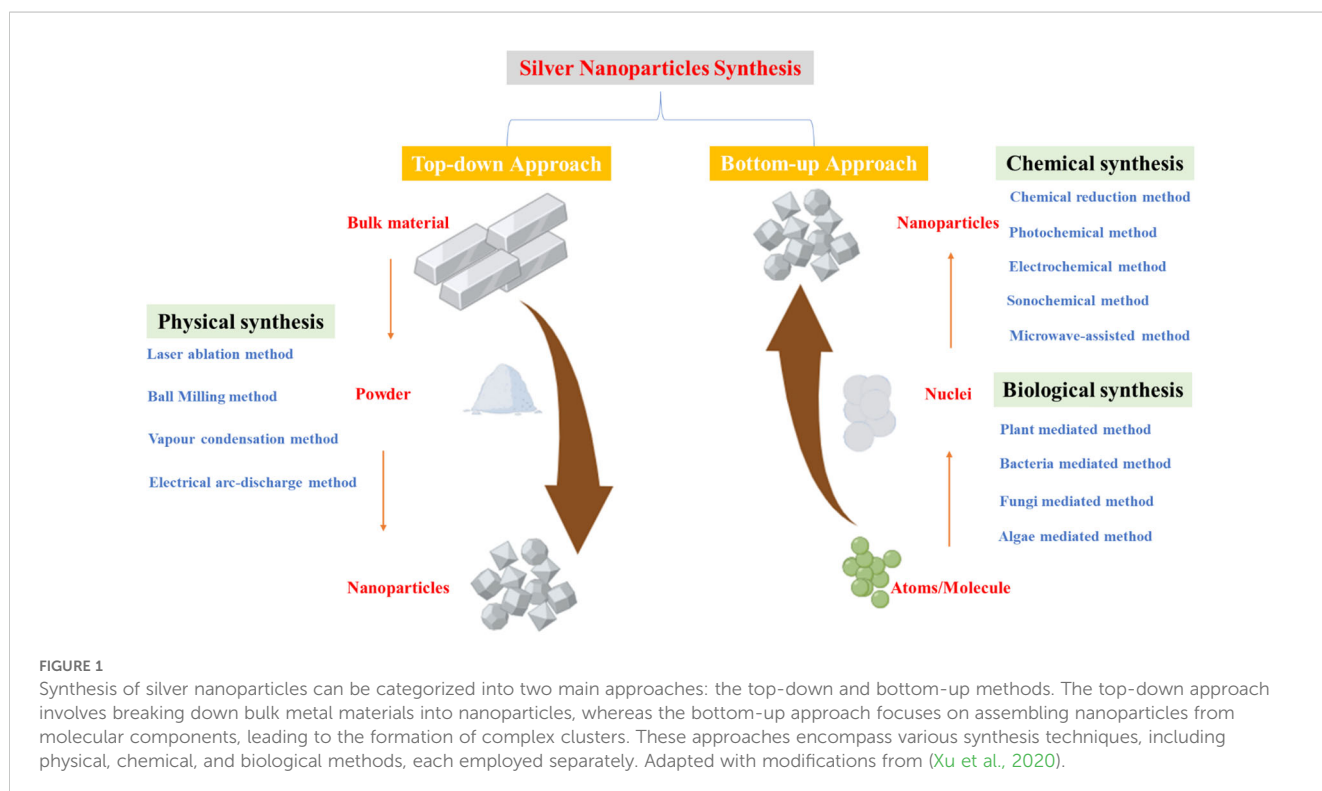 Silver Nanoparticles Synthesis
Top-down Approach
Bulk material
Physical synthesis
Laser ablation method
Ball Milling method
Vapour condensation method
Electrical arc-discharge method
Powder
Nanoparticles
Bottom-up Approach
Nanoparticles
Nuclei
Atoms/Molecule
Chemical synthesis
Chemical reduction method
Photochemical method
Electrochemical method
Sonochemical method
Microwave-assisted method
Biological synthesis
Plant mediated method
Bacteria mediated method
Fungi mediated method
Algae mediated method
FIGURE 1
Synthesis of silver nanoparticles can be categorized into two main approaches: the top-down and bottom-up methods. The top-down approach
involves breaking down bulk metal materials into nanoparticles, whereas the bottom-up approach focuses on assembling nanoparticles from
molecular components, leading to the formation of complex clusters. These approaches encompass various synthesis techniques, including
physical, chemical, and biological methods, each employed separately. Adapted with modifications from (Xu et al., 2020).